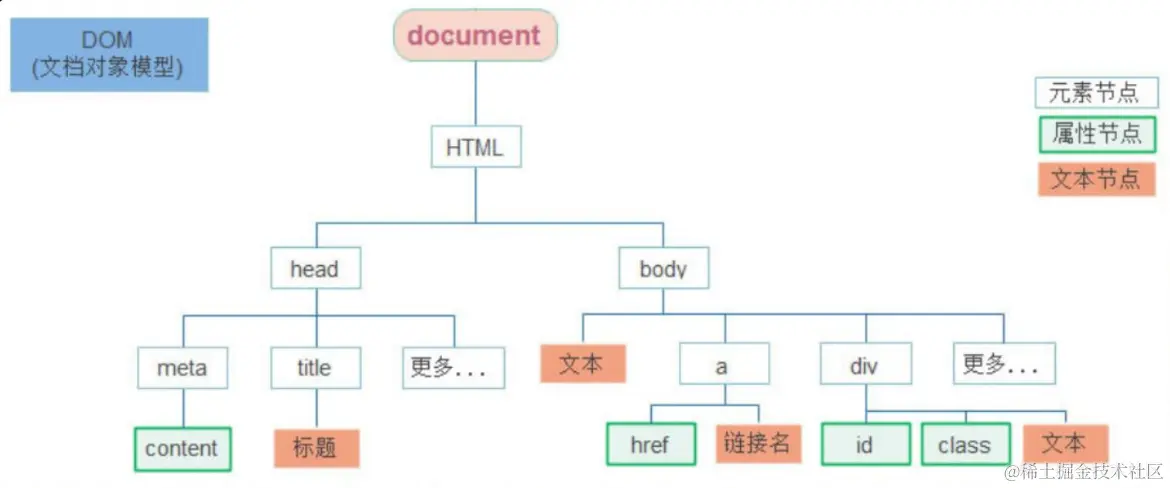 DOM
(文档对象模型)
document
元素节点
属性节点
文本节点
HTML
head
body
meta
title
更多...
文本
a
div
更多...
content
标题
href
链接名
id
class
文本
@稀土掘金技术社区